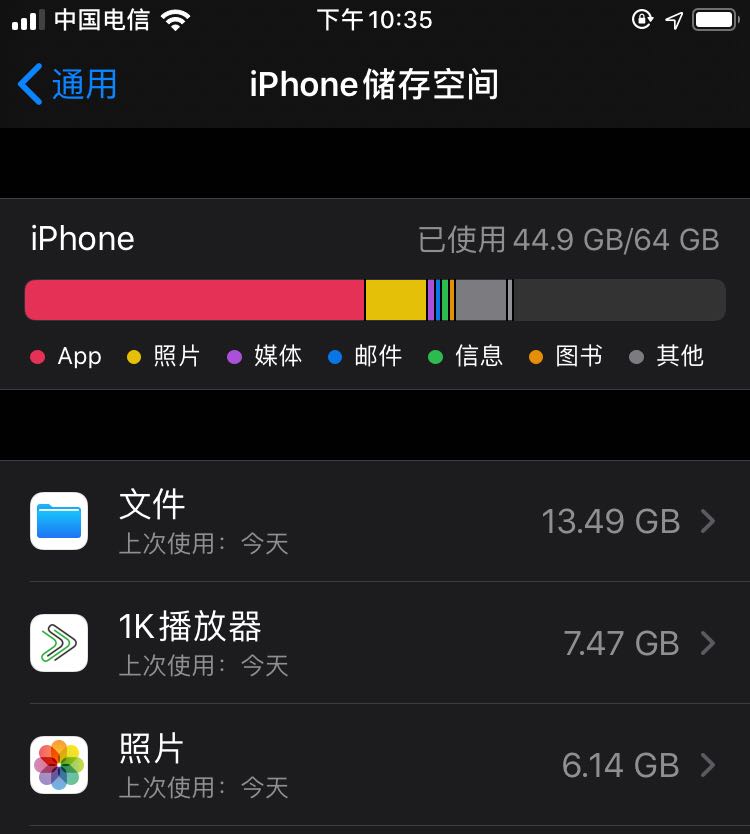 中国电信 下午10:35
通用 iPhone储存空间
iPhone 已使用 44.9 GB/64 GB
App 照片 媒体 邮件 信息 图书 其他
文件 13.49 GB
上次使用：今天
1K播放器 7.47 GB
上次使用：今天
照片 6.14 GB
上次使用：今天